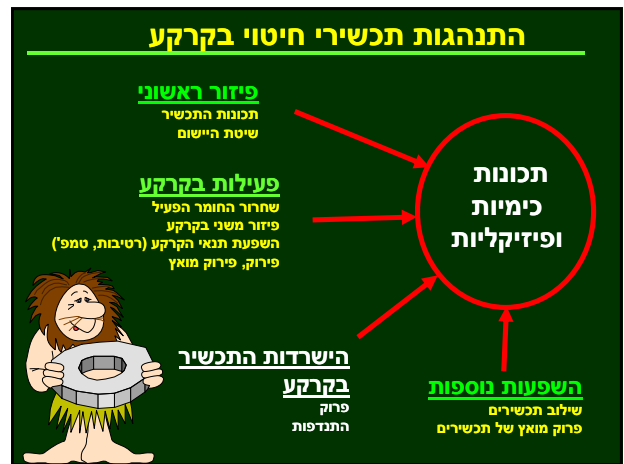 התנהגות תכשירי חיטוי בקרקע
פיזור ראשוני
תכונות התכשיר
שיטת היישום
פעילות בקרקע
שחרור החומר הפעיל
פיזור משני בקרקע
השפעת תנאי הקרקע (רטיבות, טמפ')
פירוק, פירוק מואץ
הישרדות התכשיר
בקרקע
פרוק
התנדפות
תכונות
כימיות
ופיזיקליות
השפעות נוספות
שילוב תכשירים
פרוק מואץ של תכשירים